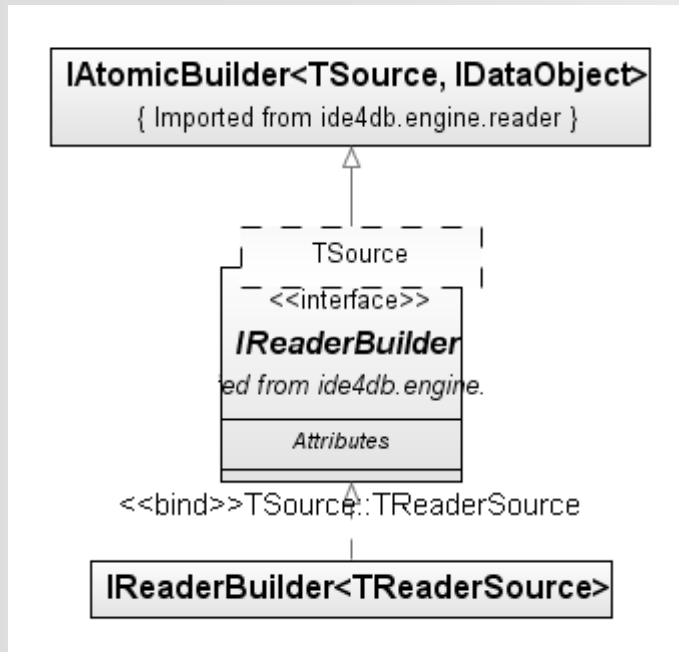 IAtomicBuilder<TSource, IDataObject>
{ Imported from ide4db.engine.reader }
TSource
<<interface>>
IReaderBuilder
ed from ide4db.engine.
Attributes
<<bind>>TSource::TReaderSource
IReaderBuilder<TReaderSource>